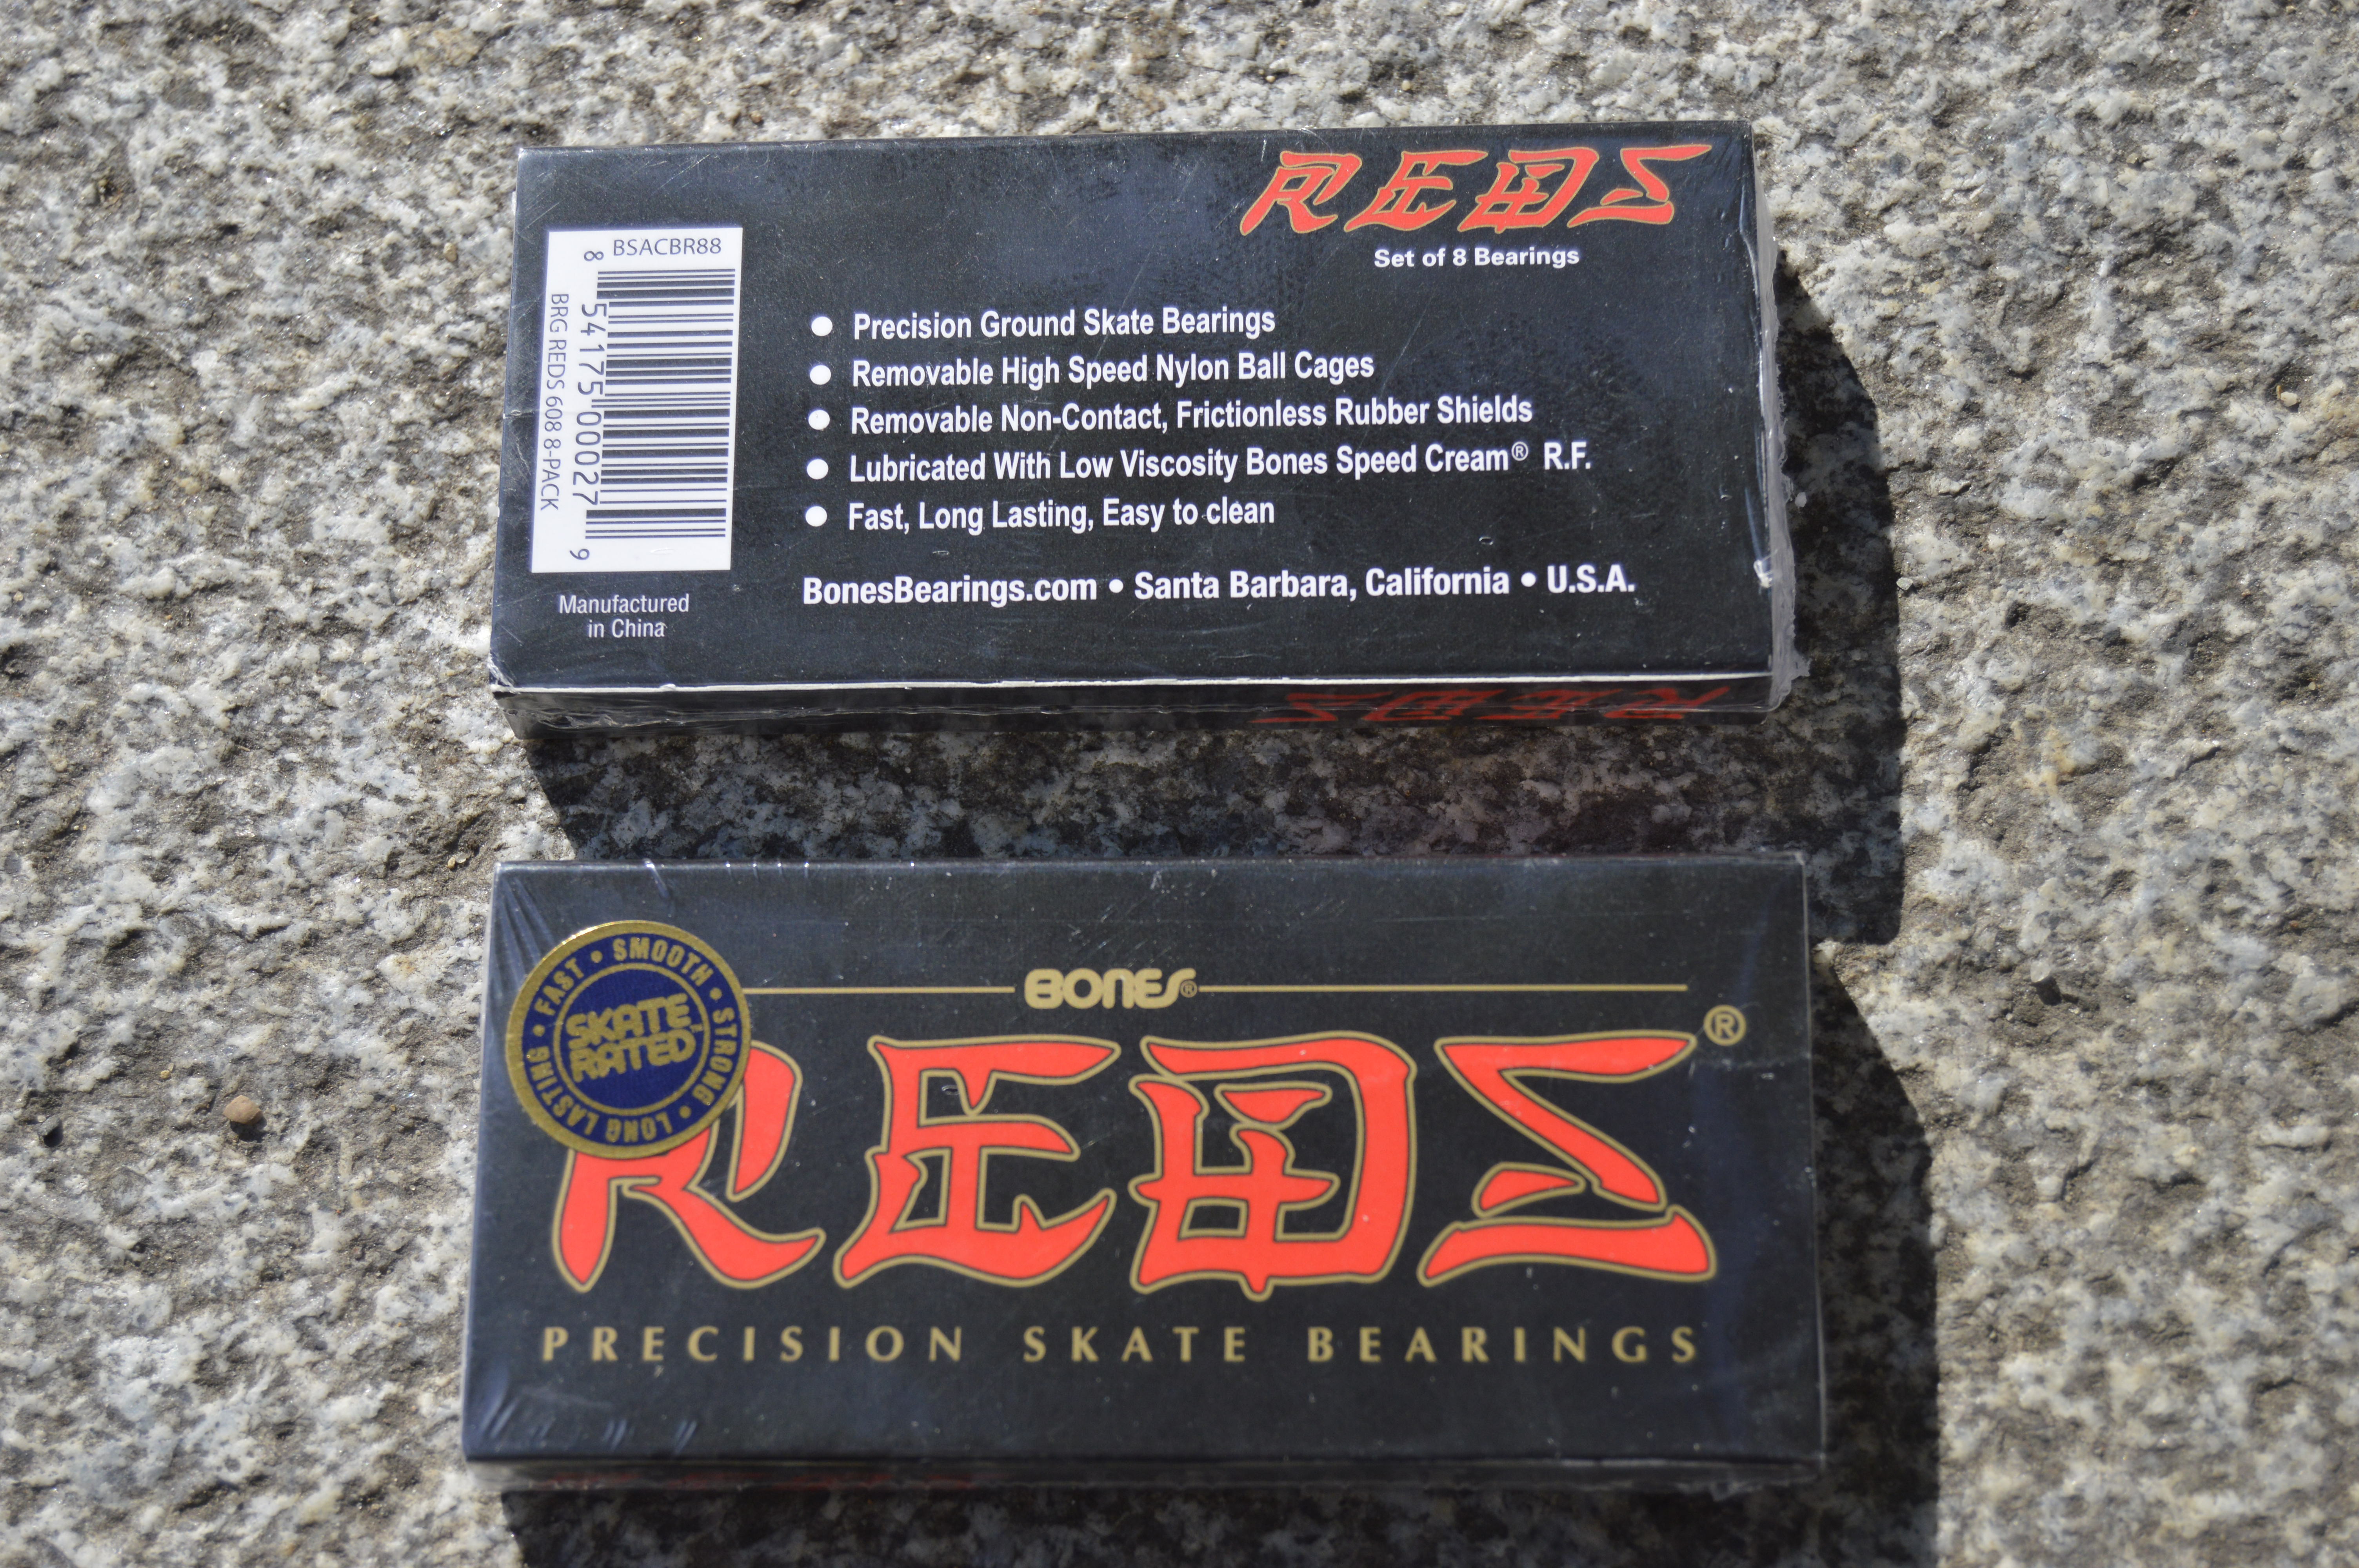 REDS
Set of 8 Bearings
BSACBR88
8 54175 00027 9
BRG REDS 608 8-PACK
Manufactured
in China
• Precision Ground Skate Bearings
• Removable High Speed Nylon Ball Cages
• Removable Non-Contact, Frictionless Rubber Shields
• Lubricated With Low Viscosity Bones Speed Cream® R.F.
• Fast, Long Lasting, Easy to clean
BonesBearings.com • Santa Barbara, California • U.S.A.
REDS
• FAST • SMOOTH • STRONG • LONG LASTING
SKATE
RATED
BONES®
REDS®
PRECISION SKATE BEARINGS